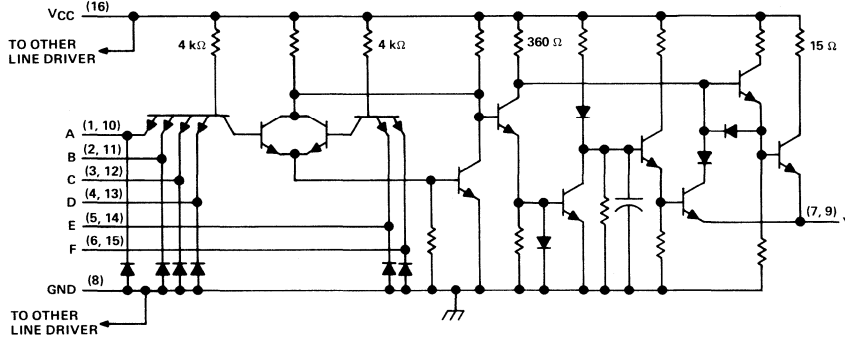 VCC (16)
TO OTHER
LINE DRIVER
4 kΩ
4 kΩ
360 Ω
15 Ω
A (1, 10)
B (2, 11)
C (3, 12)
D (4, 13)
E (5, 14)
F (6, 15)
(7, 9)
GND (8)
TO OTHER
LINE DRIVER